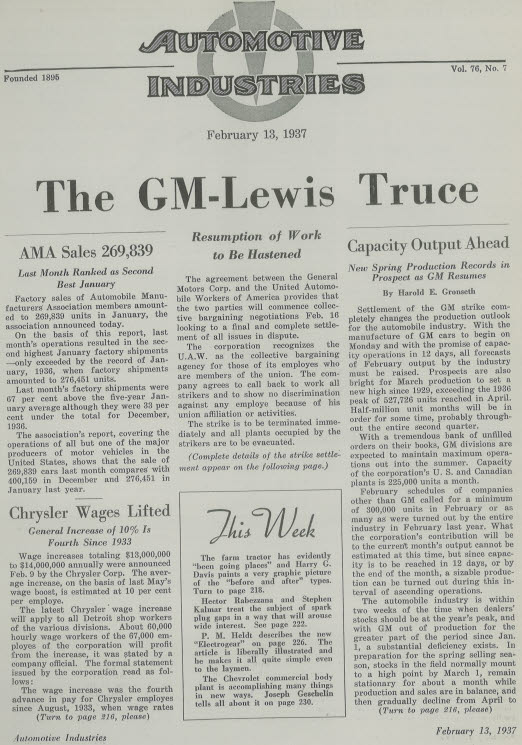 AUTOMOTIVE
INDUSTRIES
Founded 1895
Vol. 76, No. 7
February 13, 1937
The GM-Lewis Truce
AMA Sales 269,839
Last Month Ranked as Second
Best January
Factory sales of Automobile Manu-
facturers Association members amount-
ed to 269,839 units in January, the
association announced today.
On the basis of this report, last
month's operations resulted in the sec-
ond highest January factory shipments
—only exceeded by the record of Jan-
uary, 1936, when factory shipments
amounted to 276,451 units.
Last month's factory shipments were
67 per cent above the five-year Jan-
uary average although they were 33 per
cent under the total for December,
1936.
The association's report, covering the
operations of all but one of the major
producers of motor vehicles in the
United States, shows that the sale of
269,839 cars last month compares with
400,159 in December and 276,451 in
January last year.
Chrysler Wages Lifted
General Increase of 10% Is
Fourth Since 1933
Wage increases totaling $13,000,000
to $14,000,000 annually were announced
Feb. 9 by the Chrysler Corp. The aver-
age increase, on the basis of last May's
wage boost, is estimated at 10 per cent
per employe.
The latest Chrysler wage increase
will apply to all Detroit shop workers
of the various divisions. About 60,000
hourly wage workers of the 67,000 em-
ployes of the corporation will profit
from the increase, it was stated by a
company official. The formal statement
issued by the corporation read as fol-
lows:
The wage increase was the fourth
advance in pay for Chrysler employes
since August, 1933, when wage rates
(Turn to page 216, please)
Resumption of Work
to Be Hastened
The agreement between the General
Motors Corp. and the United Automo-
bile Workers of America provides that
the two parties will commence collec-
tive bargaining negotiations Feb. 16
looking to a final and complete settle-
ment of all issues in dispute.
The corporation recognizes the
U.A.W. as the collective bargaining
agency for those of its employes who
are members of the union. The com-
pany agrees to call back to work all
strikers and to show no discrimination
against any employe because of his
union affiliation or activities.
The strike is to be terminated imme-
diately and all plants occupied by the
strikers are to be evacuated.
(Complete details of the strike settle-
ment appear on the following page.)
This Week
The farm tractor has evidently
"been going places" and Harry G.
Davis paints a very graphic picture
of the "before and after" types.
Turn to page 218.
Hector Rabezzana and Stephen
Kalmar treat the subject of spark
plug gaps in a way that will arouse
wide interest. See page 222.
P. M. Heldt describes the new
"Electrogear" on page 226. The
article is liberally illustrated and
he makes it all quite simple even
to the laymen.
The Chevrolet commercial body
plant is accomplishing many things
in new ways. Joseph Geschelin
tells all about it on page 230.
Capacity Output Ahead
New Spring Production Records in
Prospect as GM Resumes
By Harold E. Gronseth
Settlement of the GM strike com-
pletely changes the production outlook
for the automobile industry. With the
manufacture of GM cars to begin on
Monday and with the promise of capac-
ity operations in 12 days, all forecasts
of February output by the industry
must be raised. Prospects are also
bright for March production to set a
new high since 1929, exceeding the 1936
peak of 527,726 units reached in April.
Half-million unit months will be in
order for some time, probably through-
out the entire second quarter.
With a tremendous bank of unfilled
orders on their books, GM divisions are
expected to maintain maximum opera-
tions out into the summer. Capacity
of the corporation's U. S. and Canadian
plants is 225,000 units a month.
February schedules of companies
other than GM called for a minimum
of 300,000 units in February or as
many as were turned out by the entire
industry in February last year. What
the corporation's contribution will be
to the current month's output cannot be
estimated at this time, but since capac-
ity is to be reached in 12 days, or by
the end of the month, a sizable produc-
tion can be turned out during this in-
terval of ascending operations.
The automobile industry is within
two weeks of the time when dealers'
stocks should be at the year's peak, and
with GM out of production for the
greater part of the period since Jan.
1, a substantial deficiency exists. In
preparation for the spring selling sea-
son, stocks in the field normally mount
to a high point by March 1, remain
stationary for about a month while
production and sales are in balance, and
then gradually decline from April to
(Turn to page 216, please)
Automotive Industries
February 13, 1937